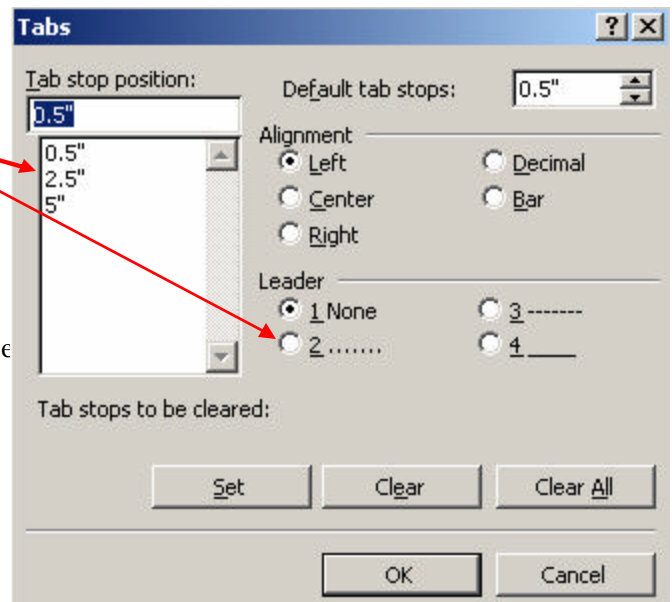 Tabs
Tab stop position:
Default tab stops:
0.5"
0.5"
0.5"
2.5"
5"
Alignment
Left
Decimal
Center
Bar
Right
Leader
1 None
3 -------
2 .......
4 ____
Tab stops to be cleared:
Set
Clear
Clear All
OK
Cancel